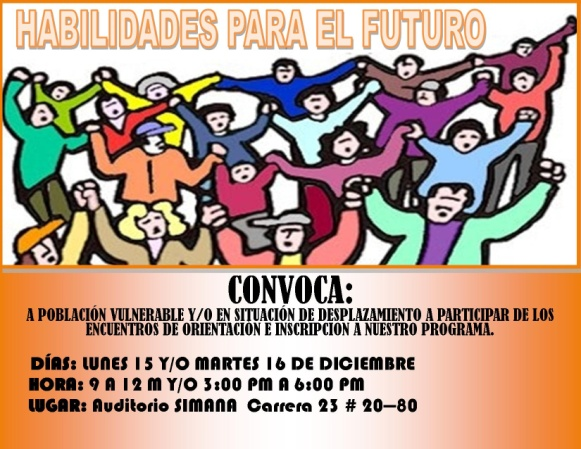 HABILIDADES PARA EL FUTURO
CONVOCA:
A POBLACIÓN VULNERABLE Y/O EN SITUACIÓN DE DESPLAZAMIENTO A PARTICIPAR DE LOS
ENCUENTROS DE ORIENTACION E INSCRIPCION A NUESTRO PROGRAMA.
DÍAS: LUNES 15 Y/O MARTES 16 DE DICIEMBRE
HORA: 9 A 12 M Y/O 3:00 PM A 6:00 PM
LUGAR: Auditorio SIMANA Carrera 23 # 20—80